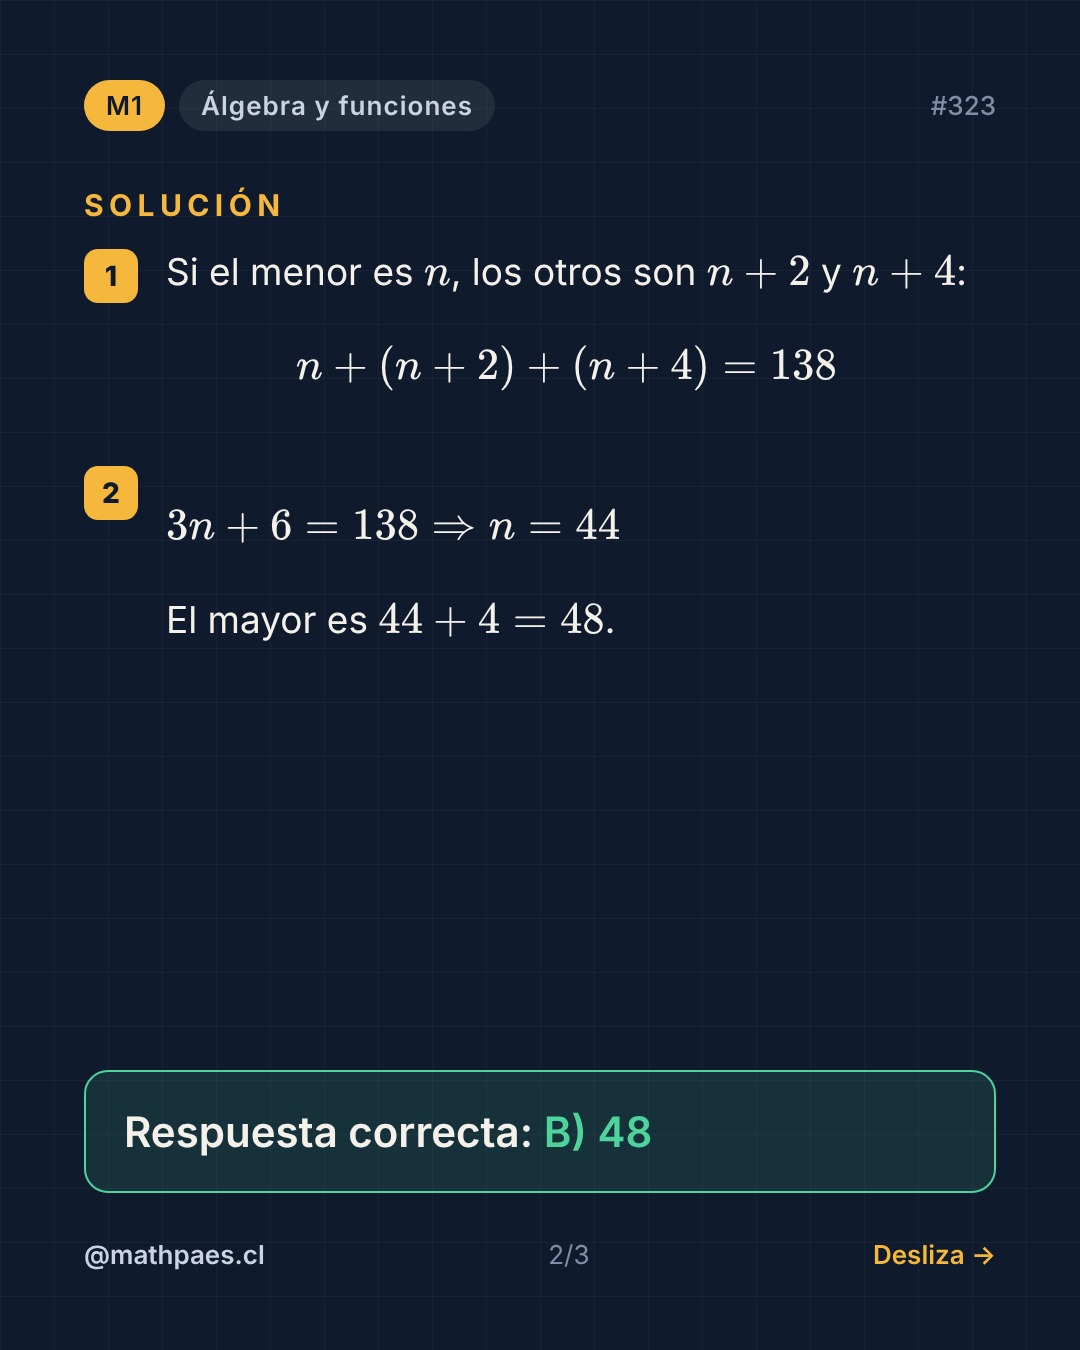 M1 Álgebra y funciones #323
SOLUCIÓN
1 Si el menor es n, los otros son n + 2 y n + 4:
n + (n + 2) + (n + 4) = 138
2
3n + 6 = 138 ⇒ n = 44
El mayor es 44 + 4 = 48.
Respuesta correcta: B) 48
@mathpaes.cl 2/3 Desliza →